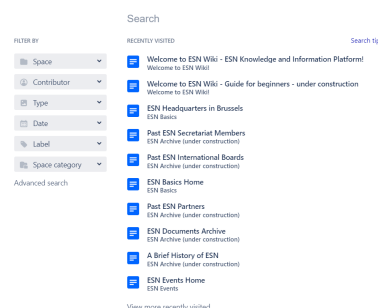 Search
FILTER BY
Space
Contributor
Type
Date
Label
Space category
Advanced search
RECENTLY VISITED
Search tip
Welcome to ESN Wiki - ESN Knowledge and Information Platform!
Welcome to ESN Wiki!
Welcome to ESN Wiki - Guide for beginners - under construction
Welcome to ESN Wiki!
ESN Headquarters in Brussels
ESN Basics
Past ESN Secretariat Members
ESN Archive (under construction)
Past ESN International Boards
ESN Archive (under construction)
ESN Basics Home
ESN Basics
Past ESN Partners
ESN Archive (under construction)
ESN Documents Archive
ESN Archive (under construction)
A Brief History of ESN
ESN Archive (under construction)
ESN Events Home
ESN Events
View more recently visited